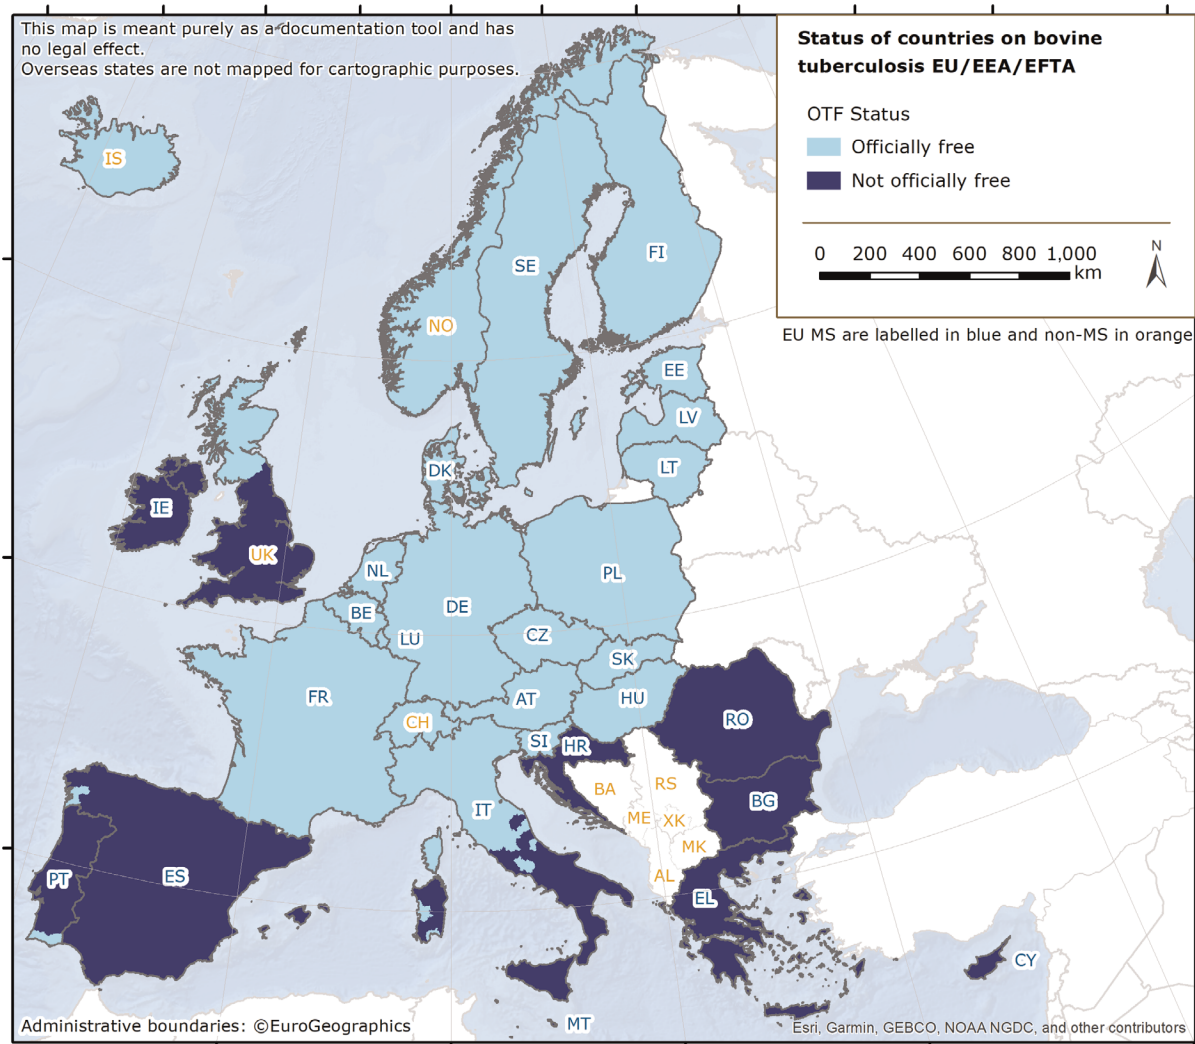 This map is meant purely as a documentation tool and has
no legal effect.
Overseas states are not mapped for cartographic purposes.
Status of countries on bovine
tuberculosis EU/EEA/EFTA
OTF Status
Officially free
Not officially free
0 200 400 600 800 1,000
km
N
EU MS are labelled in blue and non-MS in orange
IS
FI
SE
NO
EE
LV
DK
LT
IE
UK
NL
PL
DE
BE
CZ
LU
SK
FR
AT
HU
CH
RO
SI
HR
BA
RS
BG
IT
ME
XK
MK
ES
PT
AL
EL
CY
MT
Administrative boundaries: ©EuroGeographics
Esri, Garmin, GEBCO, NOAA NGDC, and other contributors